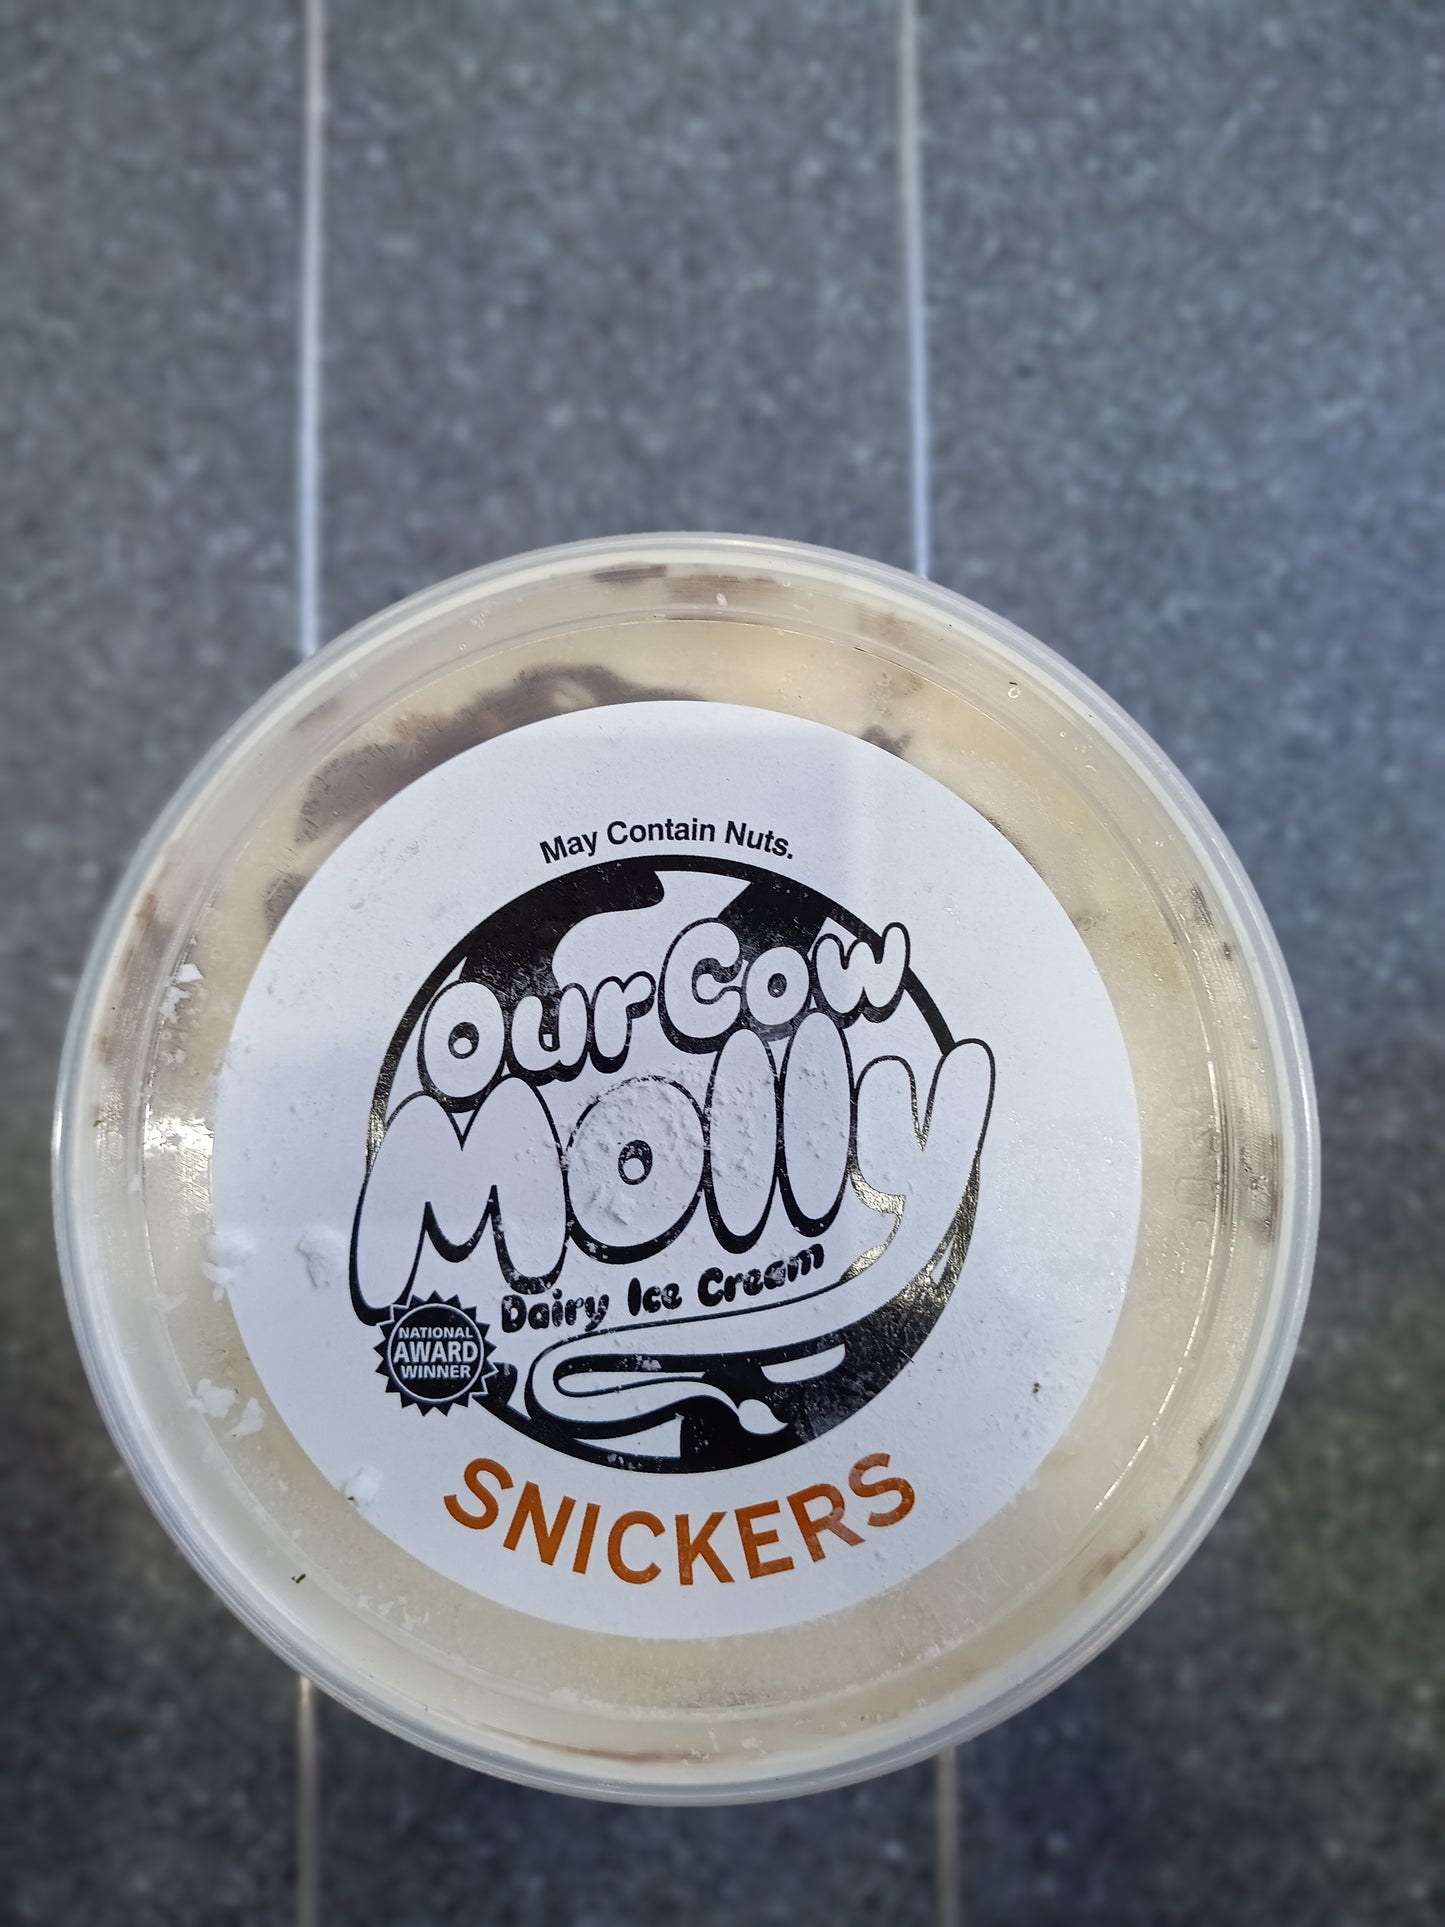 May Contain Nuts.
Our Cow
Molly
Dairy Ice Cream
NATIONAL
AWARD
WINNER
SNICKERS